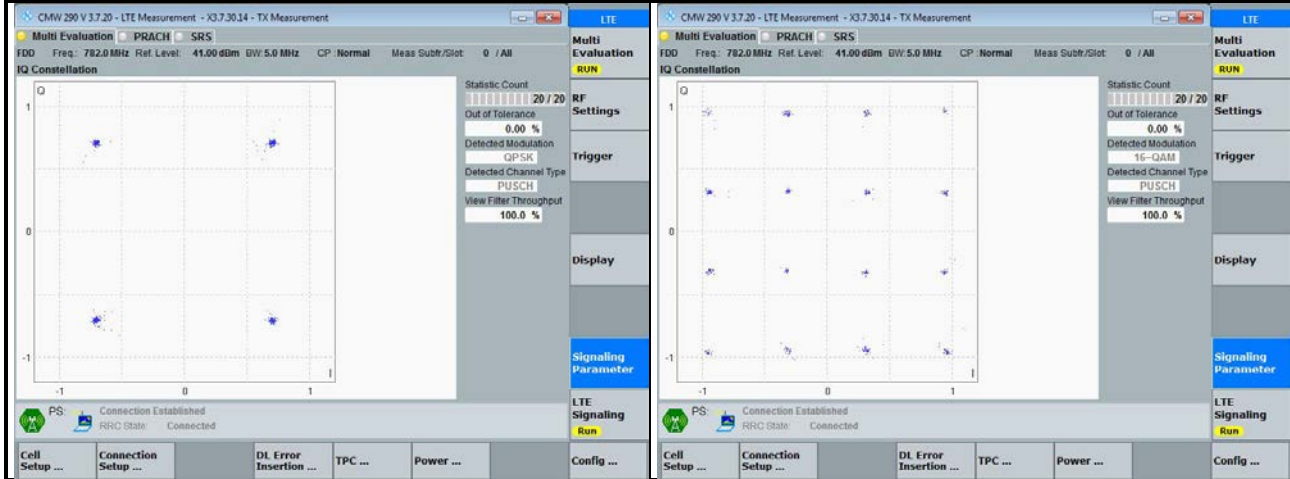 CMW 290 V 3.7.20 - LTE Measurement - X3.7.30.14 - TX Measurement
LTE
Multi Evaluation PRACH SRS
FDD Freq.: 782.0 MHz Ref. Level: 41.00 dBm BW: 5.0 MHz CP :Normal Meas Subfr./Slot: 0 / All
IQ Constellation
Multi
Evaluation
RUN
Q
1
0
-1
-1 0 1
I
Statistic Count
20 / 20
Out of Tolerance
0.00 %
Detected Modulation
QPSK
Detected Channel Type
PUSCH
View Filter Throughput
100.0 %
RF
Settings
Trigger
Display
Signaling
Parameter
LTE
Signaling
Run
PS:
Connection Established
RRC State: Connected
Cell
Setup ...
Connection
Setup ...
DL Error
Insertion ...
TPC ...
Power ...
Config ...
CMW 290 V 3.7.20 - LTE Measurement - X3.7.30.14 - TX Measurement
LTE
Multi Evaluation PRACH SRS
FDD Freq.: 782.0 MHz Ref. Level: 41.00 dBm BW: 5.0 MHz CP :Normal Meas Subfr./Slot: 0 / All
IQ Constellation
Multi
Evaluation
RUN
Q
1
0
-1
-1 0 1
I
Statistic Count
20 / 20
Out of Tolerance
0.00 %
Detected Modulation
16-QAM
Detected Channel Type
PUSCH
View Filter Throughput
100.0 %
RF
Settings
Trigger
Display
Signaling
Parameter
LTE
Signaling
Run
PS:
Connection Established
RRC State: Connected
Cell
Setup ...
Connection
Setup ...
DL Error
Insertion ...
TPC ...
Power ...
Config ...